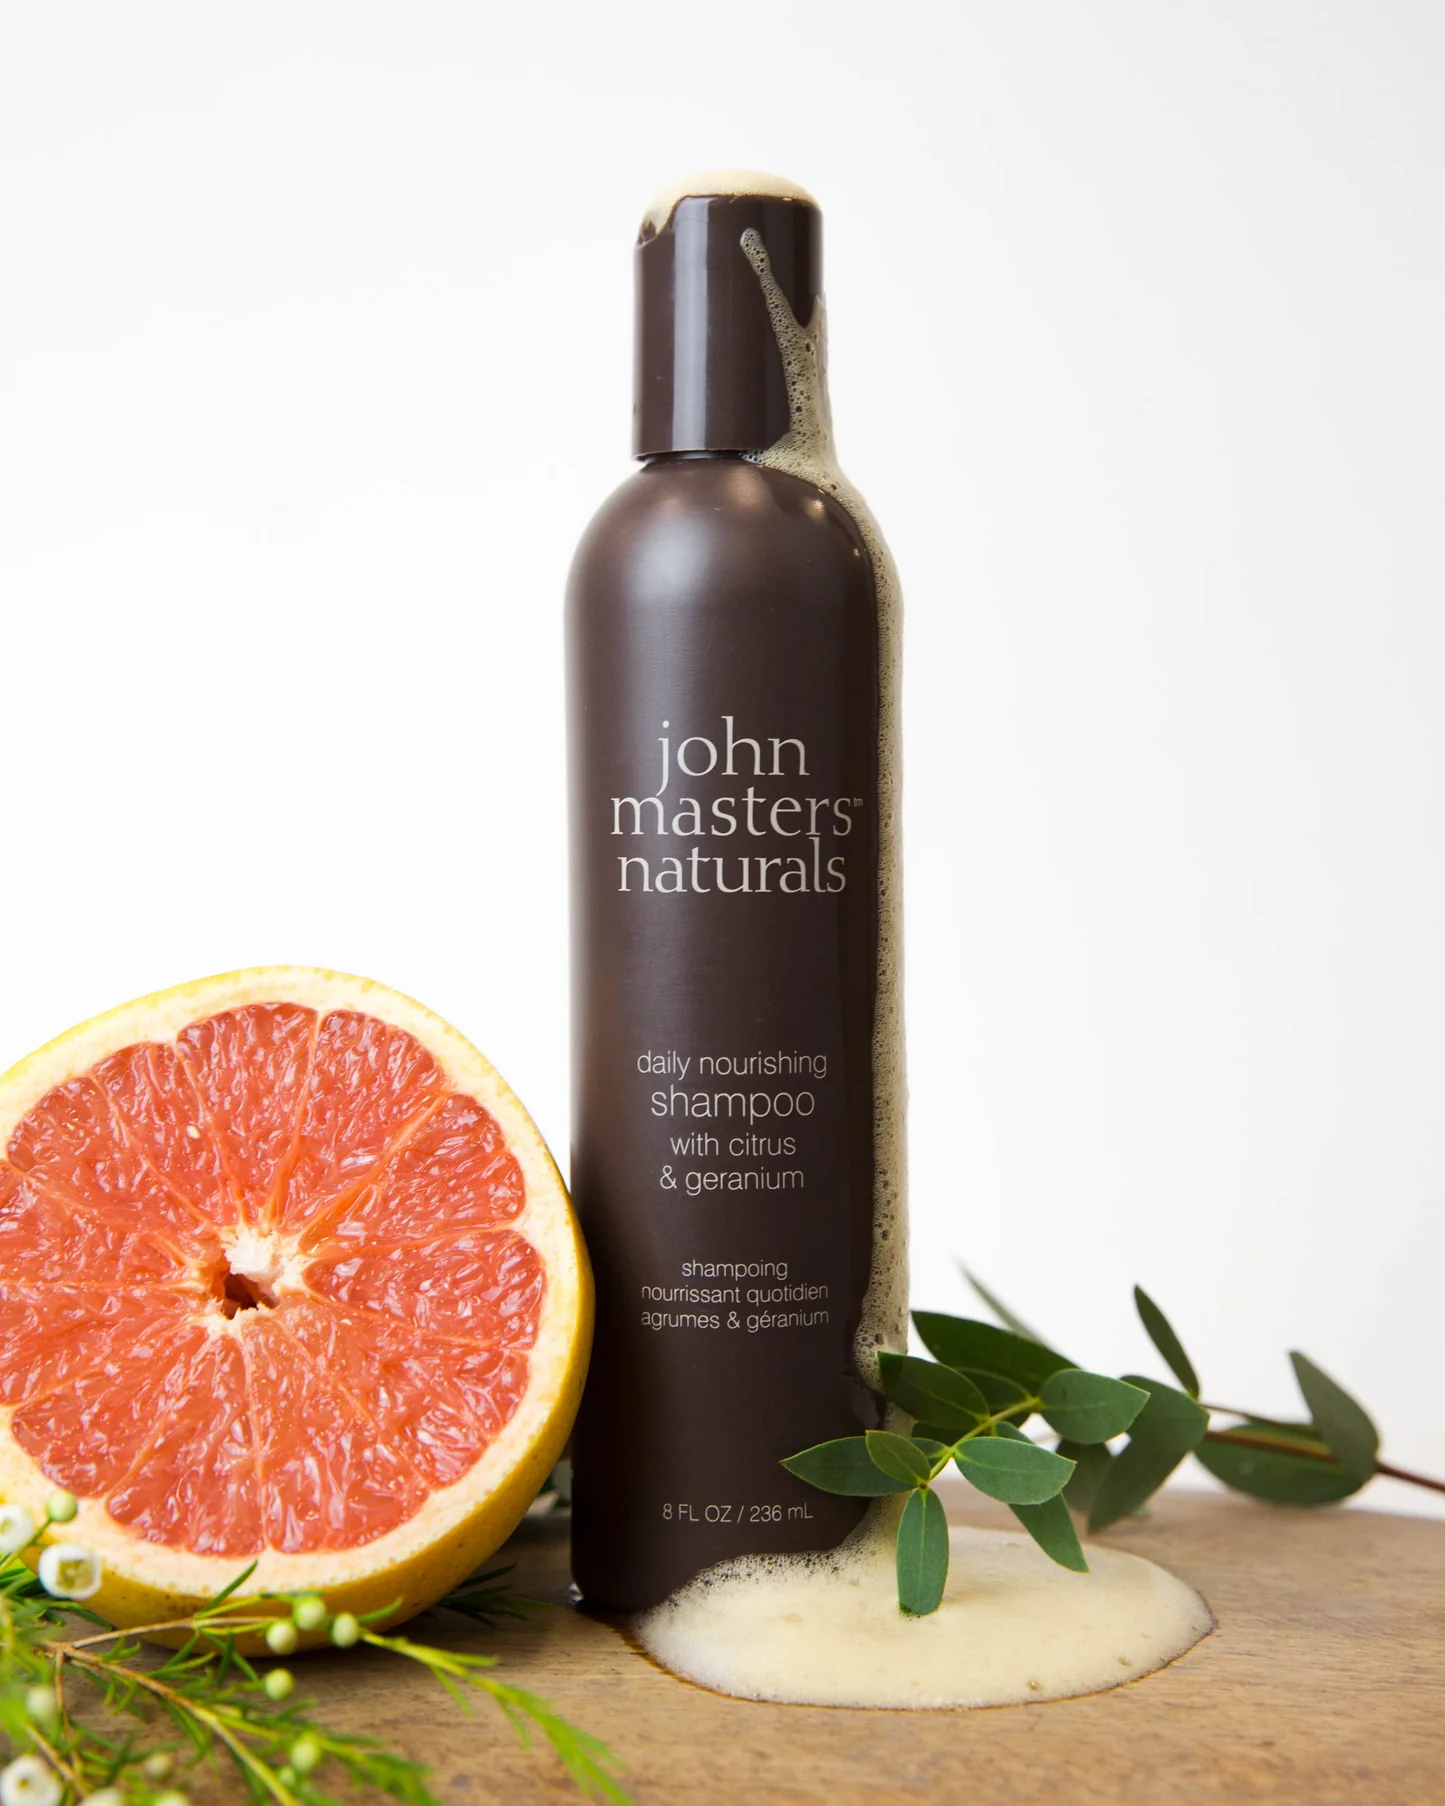 john
masters™
naturals
daily nourishing
shampoo
with citrus
& geranium
shampoing
nourrissant quotidien
agrumes & géranium
8 FL OZ / 236 mL